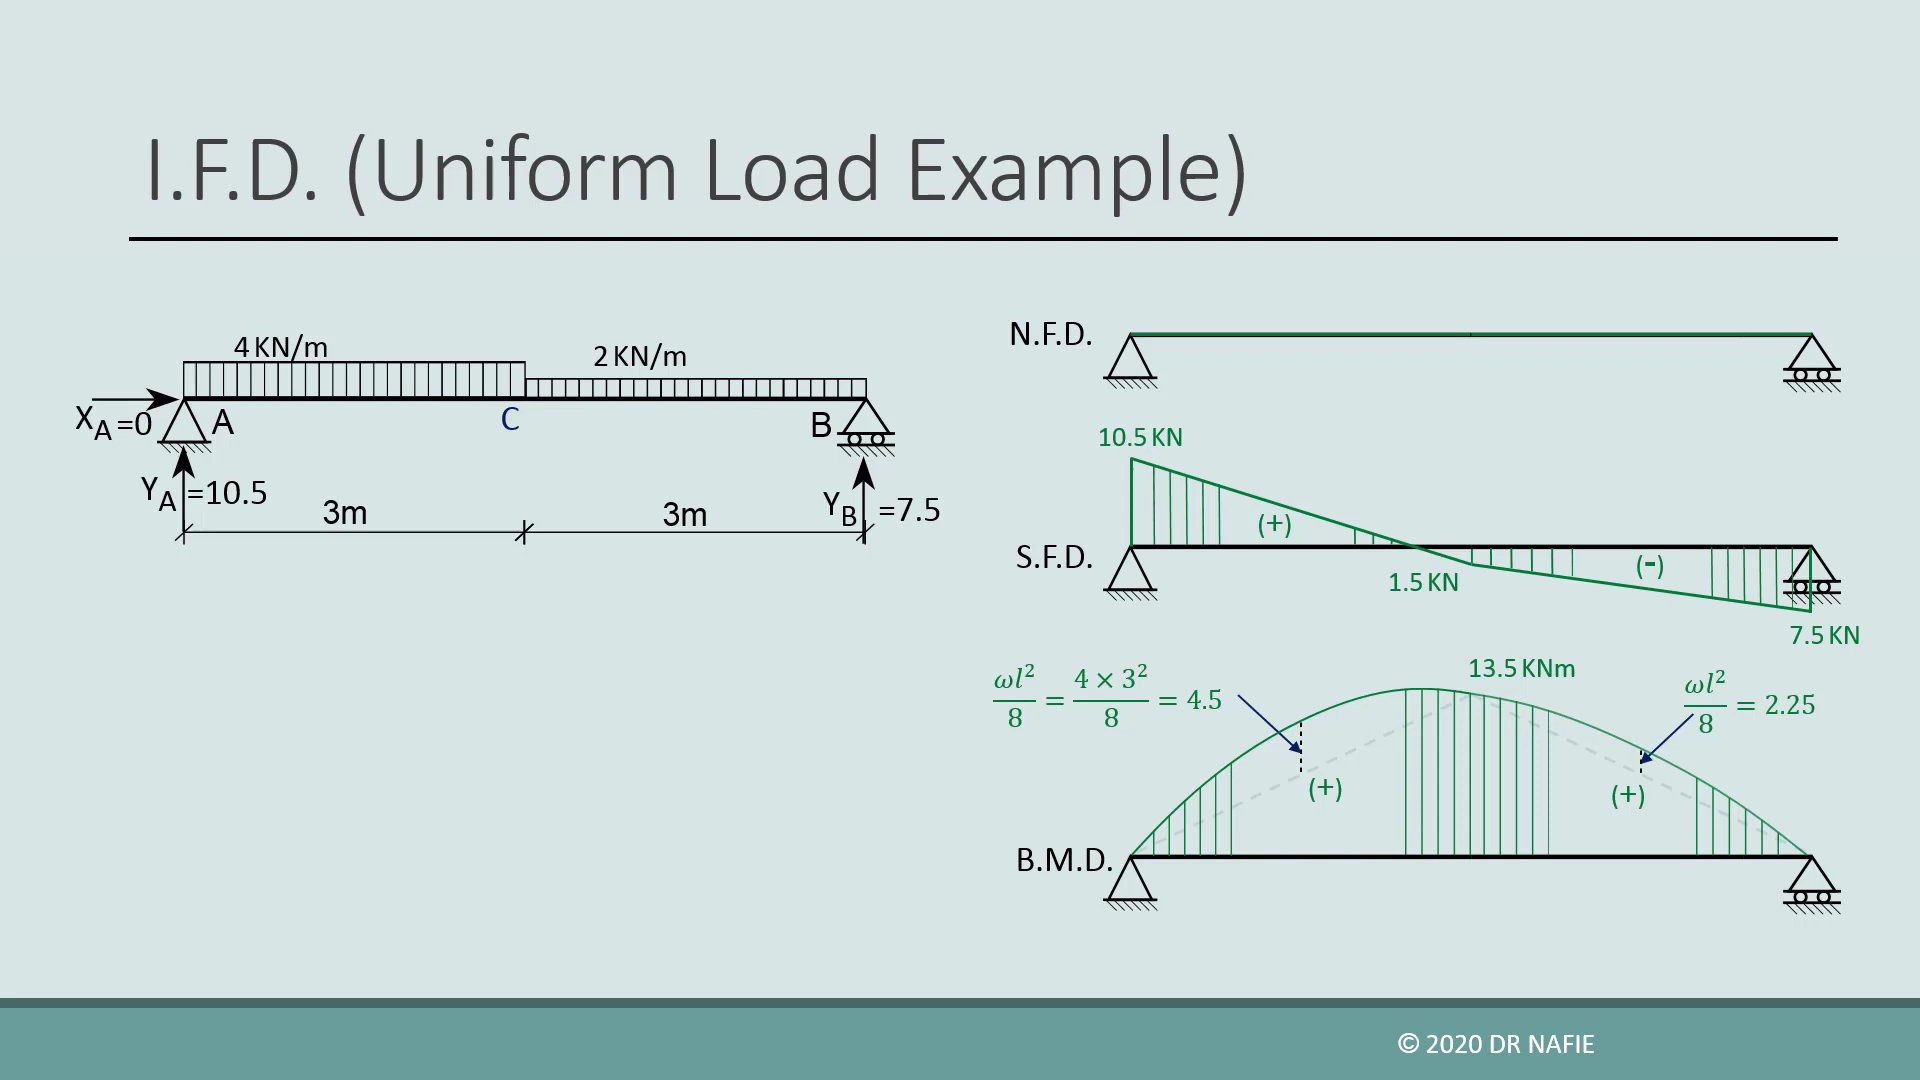 I.F.D. (Uniform Load Example)
4 KN/m
2 KN/m
X_A =0
A
C
B
Y_A =10.5
3m
3m
Y_B =7.5
N.F.D.
10.5 KN
(+)
S.F.D.
1.5 KN
(-)
7.5 KN
13.5 KNm
ωl²/8 = 4 × 3²/8 = 4.5
ωl²/8 = 2.25
(+)
(+)
B.M.D.
© 2020 DR NAFIE